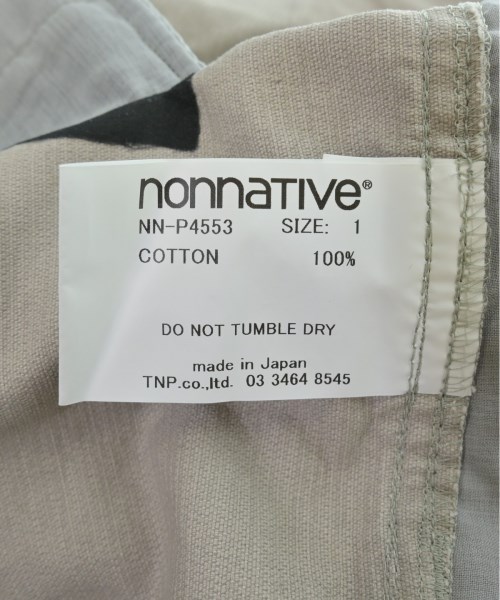 nonnative®
NN-P4553 SIZE: 1
COTTON 100%
DO NOT TUMBLE DRY
made in Japan
TNP.co.,ltd. 03 3464 8545